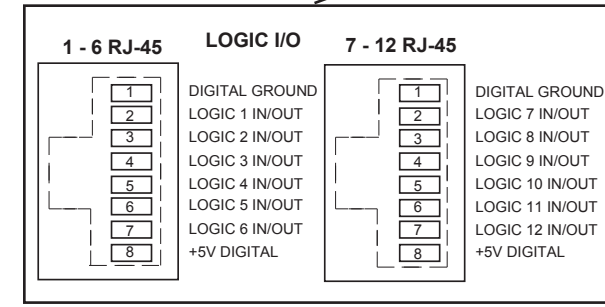 LOGIC I/O
1 - 6 RJ-45
1 DIGITAL GROUND
2 LOGIC 1 IN/OUT
3 LOGIC 2 IN/OUT
4 LOGIC 3 IN/OUT
5 LOGIC 4 IN/OUT
6 LOGIC 5 IN/OUT
7 LOGIC 6 IN/OUT
8 +5V DIGITAL
7 - 12 RJ-45
1 DIGITAL GROUND
2 LOGIC 7 IN/OUT
3 LOGIC 8 IN/OUT
4 LOGIC 9 IN/OUT
5 LOGIC 10 IN/OUT
6 LOGIC 11 IN/OUT
7 LOGIC 12 IN/OUT
8 +5V DIGITAL